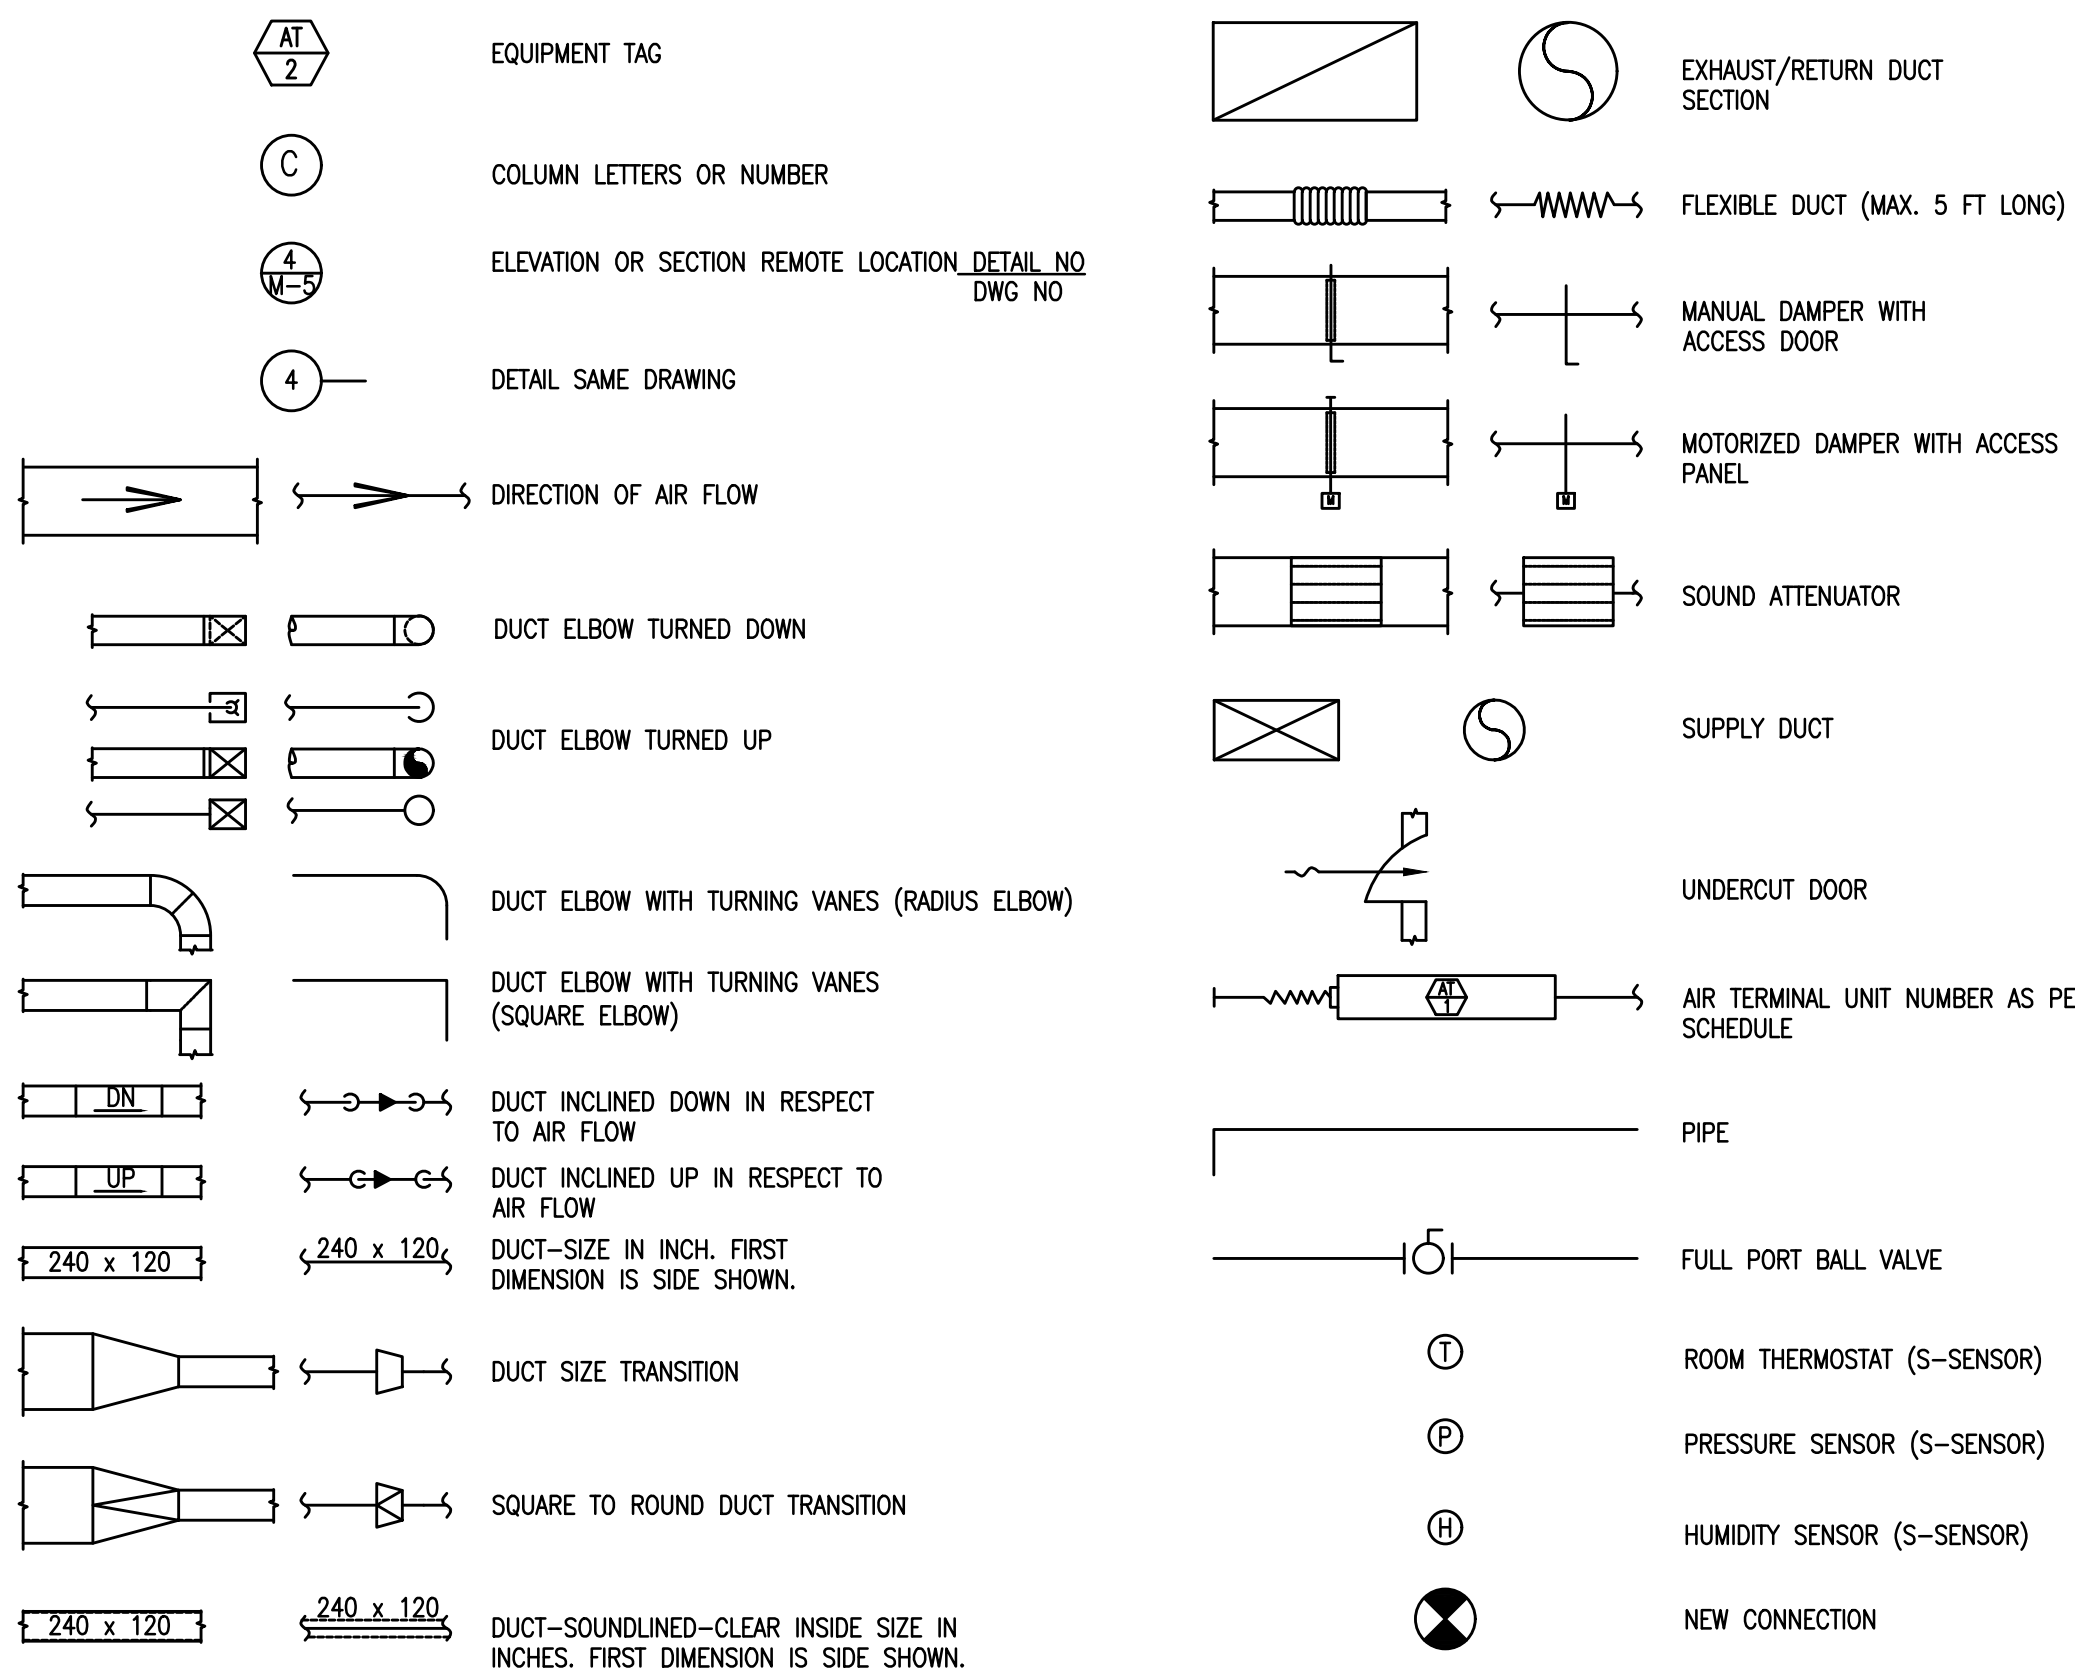 AT
2
EQUIPMENT TAG
C
COLUMN LETTERS OR NUMBER
4
M-5
ELEVATION OR SECTION REMOTE LOCATION DETAIL NO
DWG NO
4
DETAIL SAME DRAWING
DIRECTION OF AIR FLOW
DUCT ELBOW TURNED DOWN
DUCT ELBOW TURNED UP
DUCT ELBOW WITH TURNING VANES (RADIUS ELBOW)
DUCT ELBOW WITH TURNING VANES
(SQUARE ELBOW)
DN
DUCT INCLINED DOWN IN RESPECT
TO AIR FLOW
UP
DUCT INCLINED UP IN RESPECT TO
AIR FLOW
240 x 120
240 x 120
DUCT-SIZE IN INCH. FIRST
DIMENSION IS SIDE SHOWN.
DUCT SIZE TRANSITION
SQUARE TO ROUND DUCT TRANSITION
240 x 120
240 x 120
DUCT-SOUNDLINED-CLEAR INSIDE SIZE IN
INCHES. FIRST DIMENSION IS SIDE SHOWN.
EXHAUST/RETURN DUCT
SECTION
FLEXIBLE DUCT (MAX. 5 FT LONG)
MANUAL DAMPER WITH
ACCESS DOOR
M
M
MOTORIZED DAMPER WITH ACCESS
PANEL
SOUND ATTENUATOR
SUPPLY DUCT
UNDERCUT DOOR
AT
1
AIR TERMINAL UNIT NUMBER AS PE
SCHEDULE
PIPE
FULL PORT BALL VALVE
T
ROOM THERMOSTAT (S-SENSOR)
P
PRESSURE SENSOR (S-SENSOR)
H
HUMIDITY SENSOR (S-SENSOR)
NEW CONNECTION